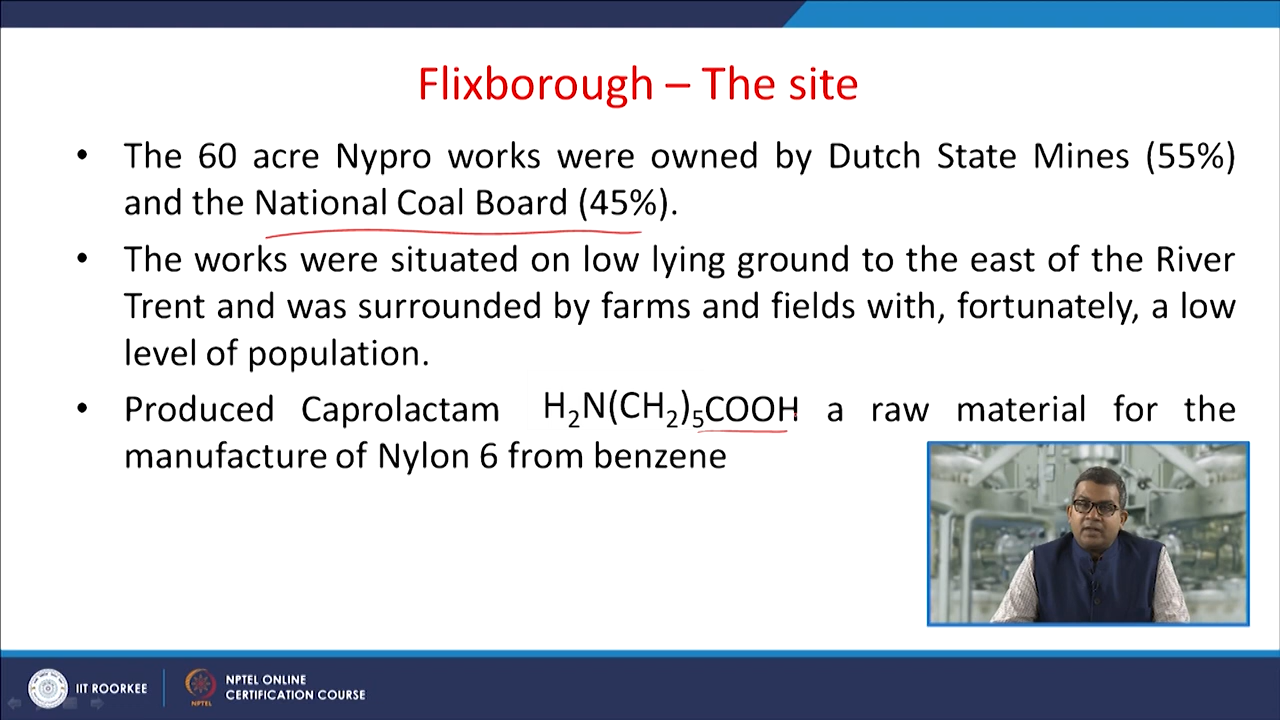 Flixborough – The site
• The 60 acre Nypro works were owned by Dutch State Mines (55%)
and the National Coal Board (45%).
• The works were situated on low lying ground to the east of the River
Trent and was surrounded by farms and fields with, fortunately, a low
level of population.
• Produced Caprolactam H₂N(CH₂)₅COOH a raw material for the
manufacture of Nylon 6 from benzene
IIT ROORKEE
NPTEL
NPTEL ONLINE
CERTIFICATION COURSE